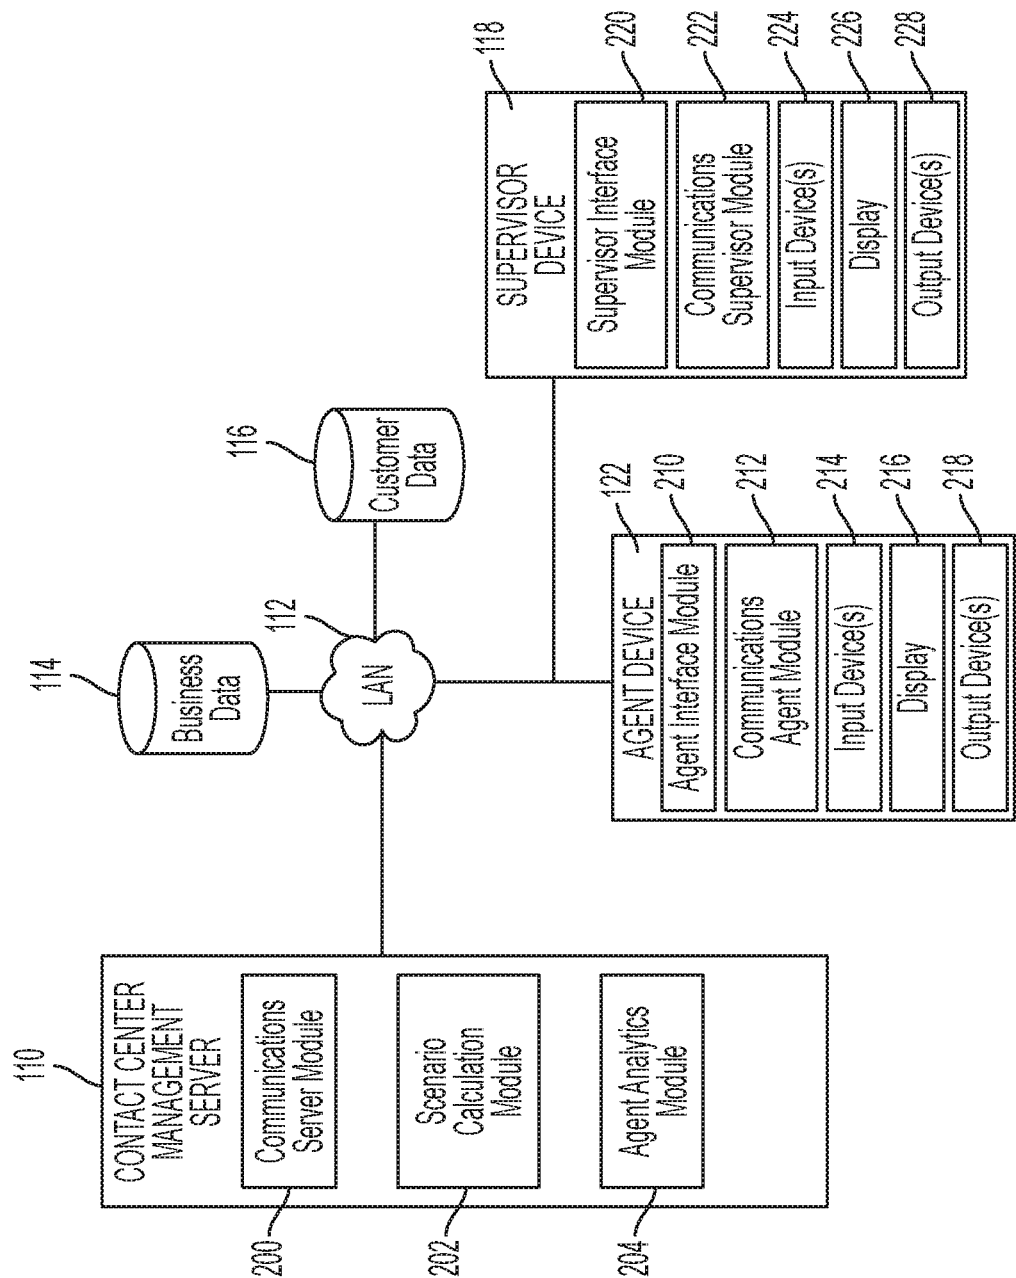 110
CONTACT CENTER
MANAGEMENT
SERVER
Communications
Server Module
200
Scenario
Calculation
Module
202
Agent Analytics
Module
204
114
Business
Data
112
LAN
116
Customer
Data
122
AGENT DEVICE
Agent Interface Module
210
Communications
Agent Module
212
Input Device(s)
214
Display
216
Output Device(s)
218
118
SUPERVISOR
DEVICE
Supervisor Interface
Module
220
Communications
Supervisor Module
222
Input Device(s)
224
Display
226
Output Device(s)
228